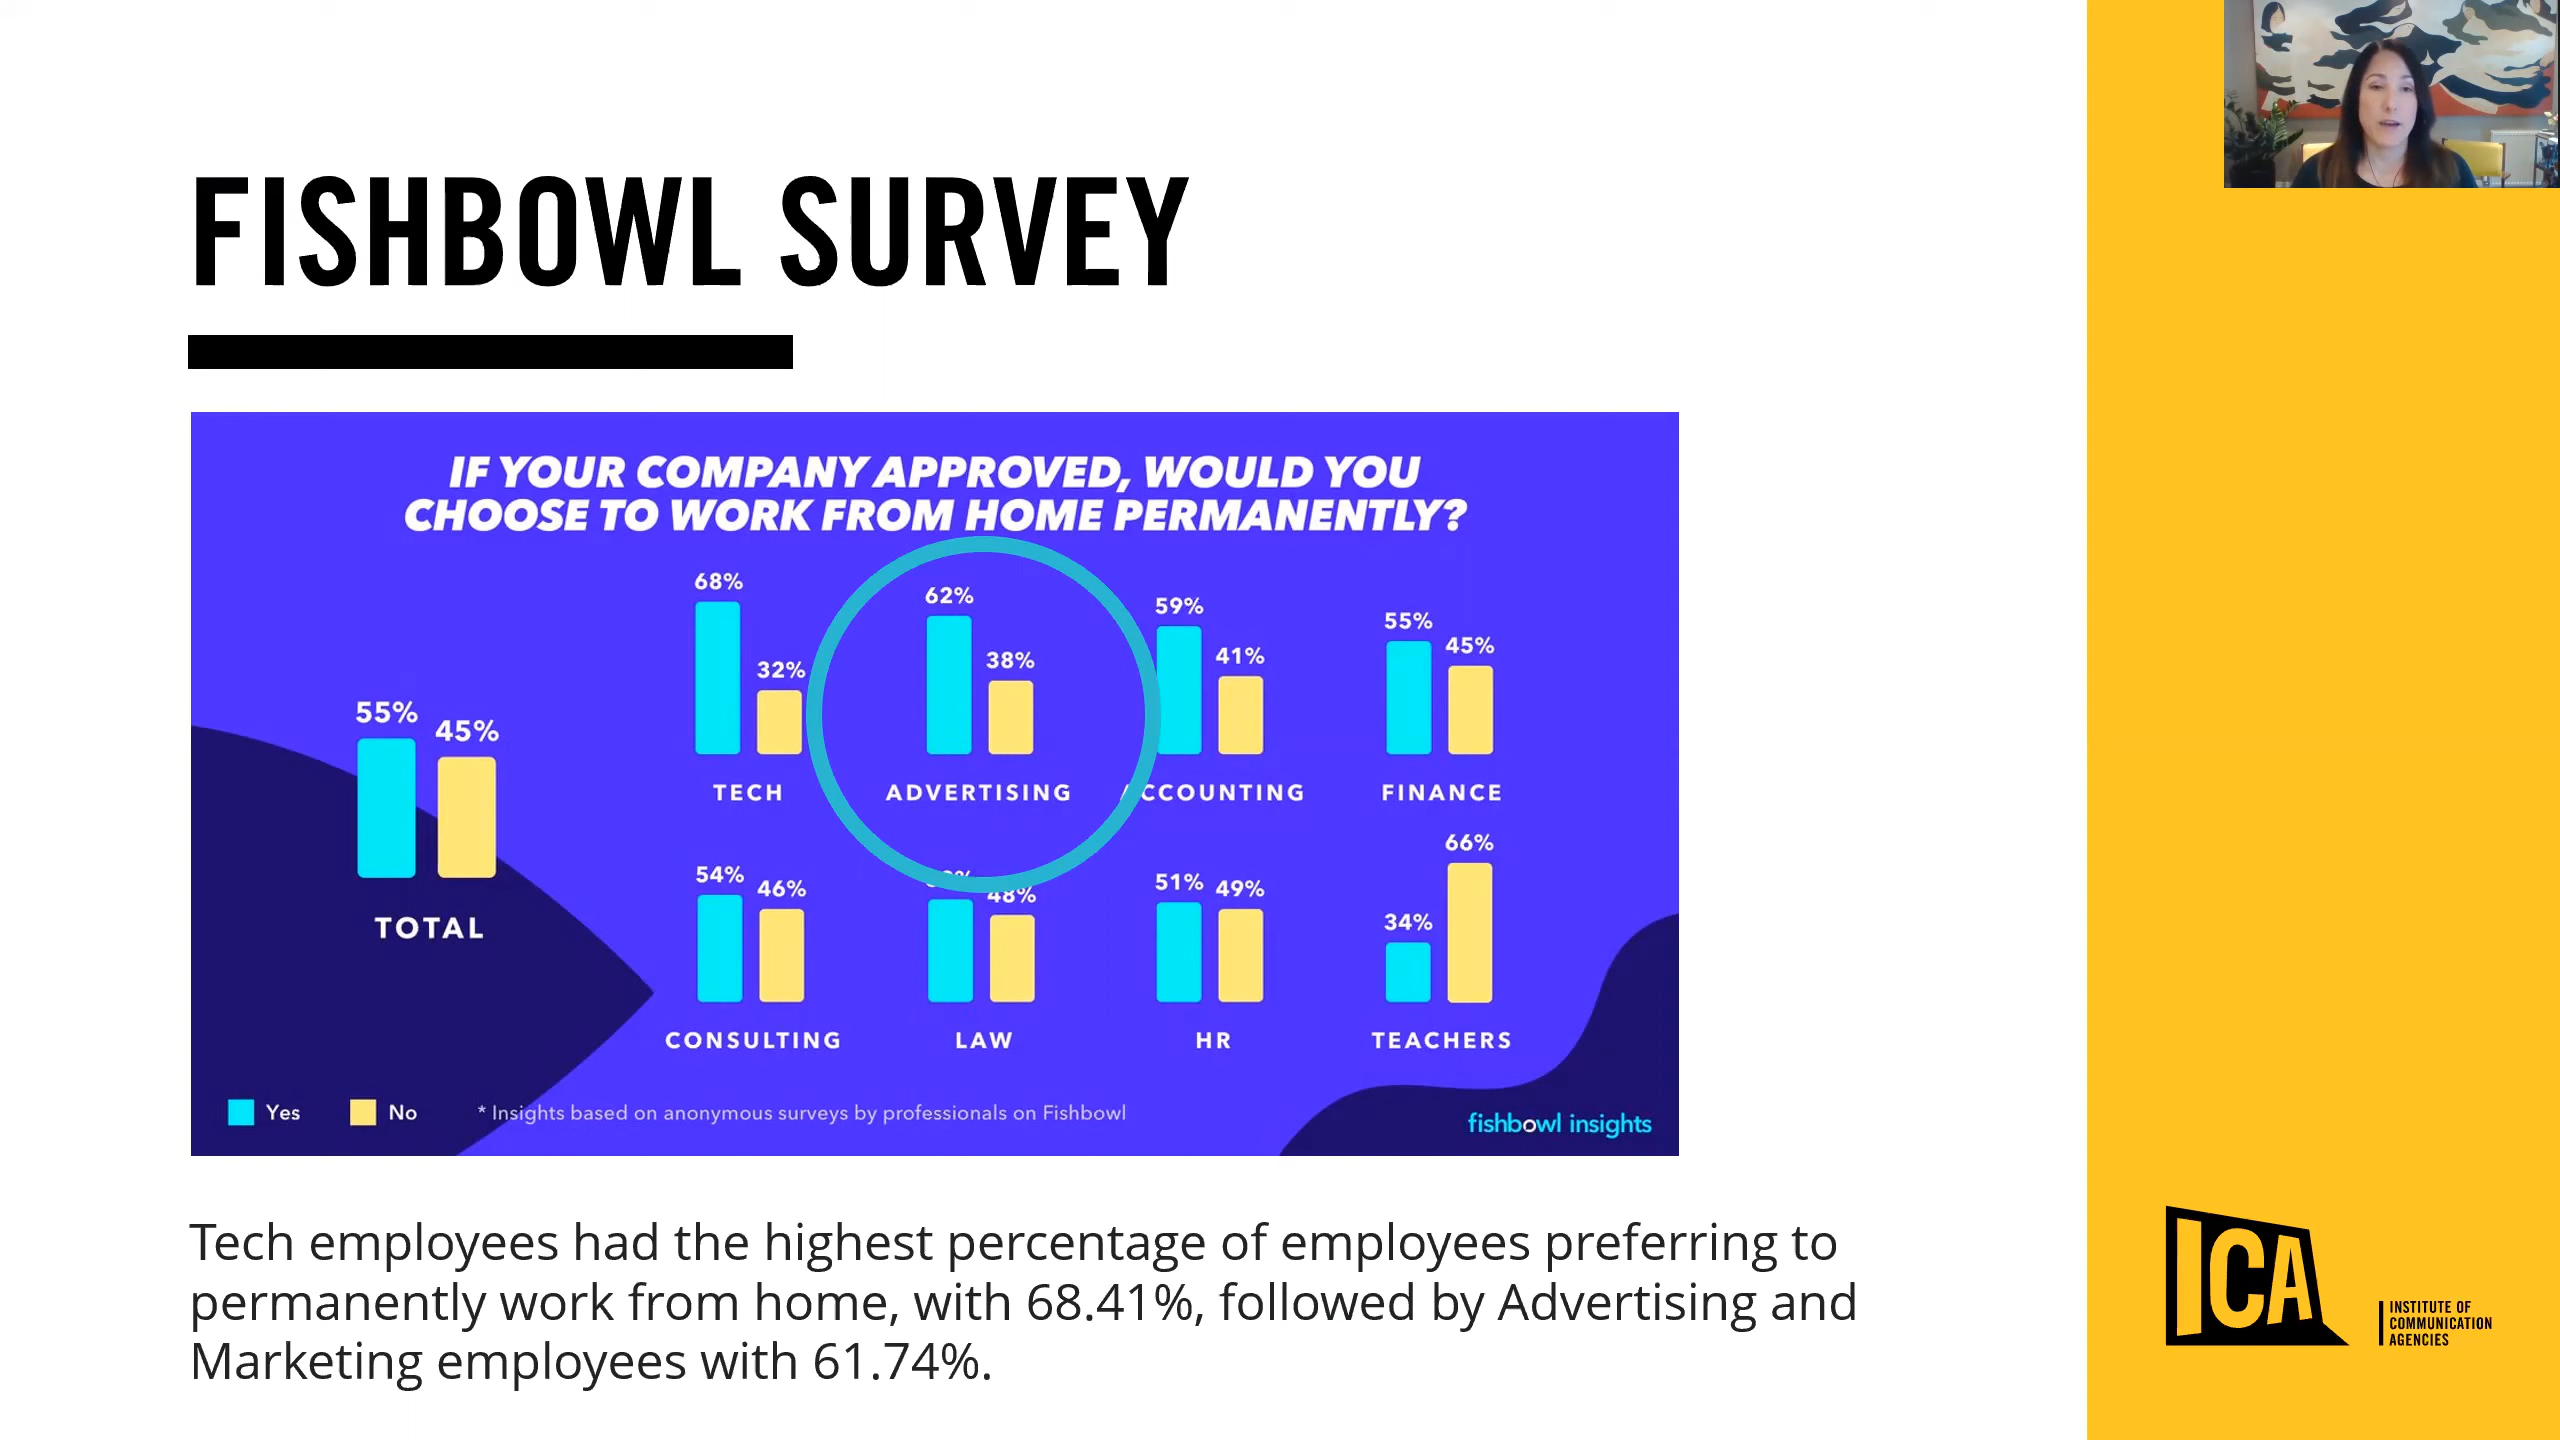 FISHBOWL SURVEY
IF YOUR COMPANY APPROVED, WOULD YOU
CHOOSE TO WORK FROM HOME PERMANENTLY?
55%
45%
TOTAL
68%
32%
TECH
62%
38%
ADVERTISING
59%
41%
ACCOUNTING
55%
45%
FINANCE
54%
46%
CONSULTING
48%
LAW
51%
49%
HR
34%
66%
TEACHERS
Yes
No
* Insights based on anonymous surveys by professionals on Fishbowl
fishbowl insights
Tech employees had the highest percentage of employees preferring to
permanently work from home, with 68.41%, followed by Advertising and
Marketing employees with 61.74%.
ICA
INSTITUTE OF
COMMUNICATION
AGENCIES